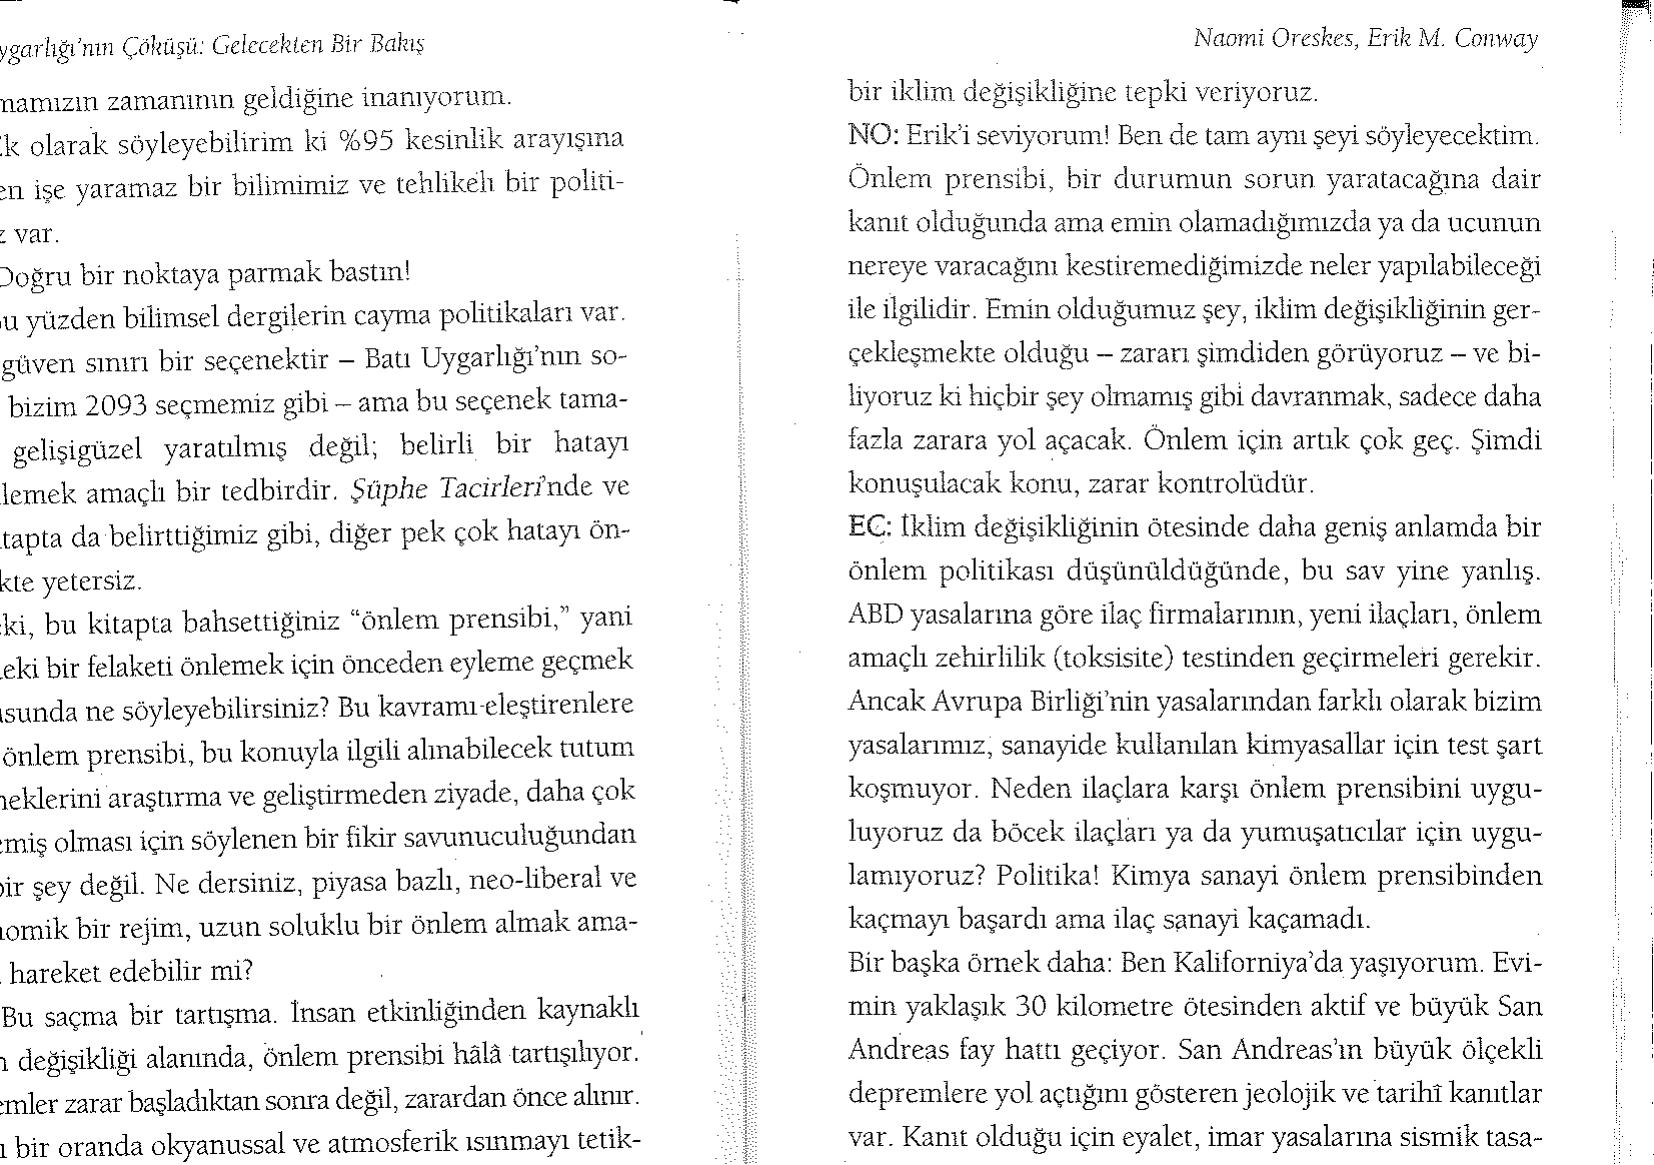 ygarlığı’nın Çöküşü: Gelecekten Bir Bakış
mamızın zamanının geldiğine inanıyorum.
k olarak söyleyebilirim ki %95 kesinlik arayışına
en işe yaramaz bir bilimimiz ve tehlikeli bir politi-
z var.
Doğru bir noktaya parmak bastın!
u yüzden bilimsel dergilerin cayma politikaları var.
güven sınırı bir seçenektir – Batı Uygarlığı’nın so-
bizim 2093 seçmemiz gibi – ama bu seçenek tama-
gelişigüzel yaratılmış değil; belirli bir hatayı
lemek amaçlı bir tedbirdir. Şüphe Tacirleri’nde ve
tapta da belirttiğimiz gibi, diğer pek çok hatayı ön-
kte yetersiz.
ki, bu kitapta bahsettiğiniz “önlem prensibi,” yani
eki bir felaketi önlemek için önceden eyleme geçmek
usunda ne söyleyebilirsiniz? Bu kavramı eleştirenlere
önlem prensibi, bu konuyla ilgili alınabilecek tutum
neklerini araştırma ve geliştirmeden ziyade, daha çok
miş olması için söylenen bir fikir savunuculuğundan
bir şey değil. Ne dersiniz, piyasa bazlı, neo-liberal ve
nomik bir rejim, uzun soluklu bir önlem almak ama-
hareket edebilir mi?
Bu saçma bir tartışma. İnsan etkinliğinden kaynaklı
değişikliği alanında, önlem prensibi hâlâ tartışılıyor.
emler zarar başladıktan sonra değil, zarardan önce alınır.
ı bir oranda okyanussal ve atmosferik ısınmayı tetik-
Naomi Oreskes, Erik M. Conway
bir iklim değişikliğine tepki veriyoruz.
NO: Erik’i seviyorum! Ben de tam aynı şeyi söyleyecektim.
Önlem prensibi, bir durumun sorun yaratacağına dair
kanıt olduğunda ama emin olamadığımızda ya da ucunun
nereye varacağını kestiremediğimizde neler yapılabileceği
ile ilgilidir. Emin olduğumuz şey, iklim değişikliğinin ger-
çekleşmekte olduğu – zararı şimdiden görüyoruz – ve bi-
liyoruz ki hiçbir şey olmamış gibi davranmak, sadece daha
fazla zarara yol açacak. Önlem için artık çok geç. Şimdi
konuşulacak konu, zarar kontrolüdür.
EC: İklim değişikliğinin ötesinde daha geniş anlamda bir
önlem politikası düşünüldüğünde, bu sav yine yanlış.
ABD yasalarına göre ilaç firmalarının, yeni ilaçları, önlem
amaçlı zehirlilik (toksisite) testinden geçirmeleri gerekir.
Ancak Avrupa Birliği’nin yasalarından farklı olarak bizim
yasalarımız, sanayide kullanılan kimyasallar için test şart
koşmuyor. Neden ilaçlara karşı önlem prensibini uygu-
luyoruz da böcek ilaçları ya da yumuşatıcılar için uygu-
lamıyoruz? Politika! Kimya sanayi önlem prensibinden
kaçmayı başardı ama ilaç sanayi kaçamadı.
Bir başka örnek daha: Ben Kaliforniya’da yaşıyorum. Evi-
min yaklaşık 30 kilometre ötesinden aktif ve büyük San
Andreas fay hattı geçiyor. San Andreas’ın büyük ölçekli
depremlere yol açtığını gösteren jeolojik ve tarihî kanıtlar
var. Kanıt olduğu için eyalet, imar yasalarına sismik tasa-